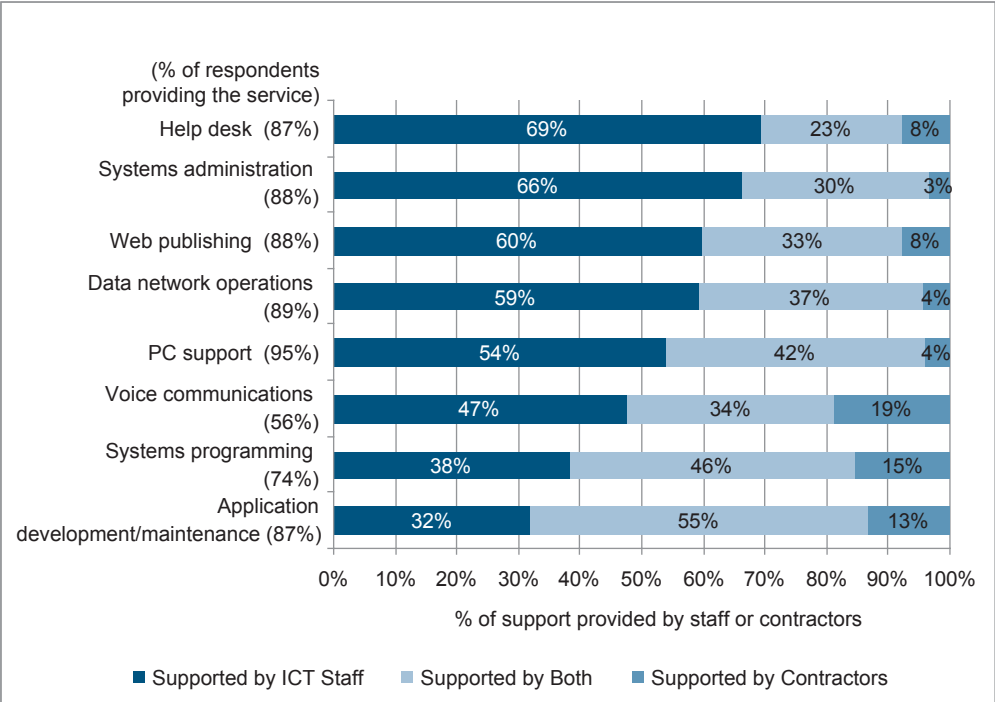 (% of respondents
providing the service)
Help desk (87%)
69%
23%
8%
Systems administration
(88%)
66%
30%
3%
Web publishing (88%)
60%
33%
8%
Data network operations
(89%)
59%
37%
4%
PC support (95%)
54%
42%
4%
Voice communications
(56%)
47%
34%
19%
Systems programming
(74%)
38%
46%
15%
Application
development/maintenance (87%)
32%
55%
13%
0% 10% 20% 30% 40% 50% 60% 70% 80% 90% 100%
% of support provided by staff or contractors
Supported by ICT Staff Supported by Both Supported by Contractors